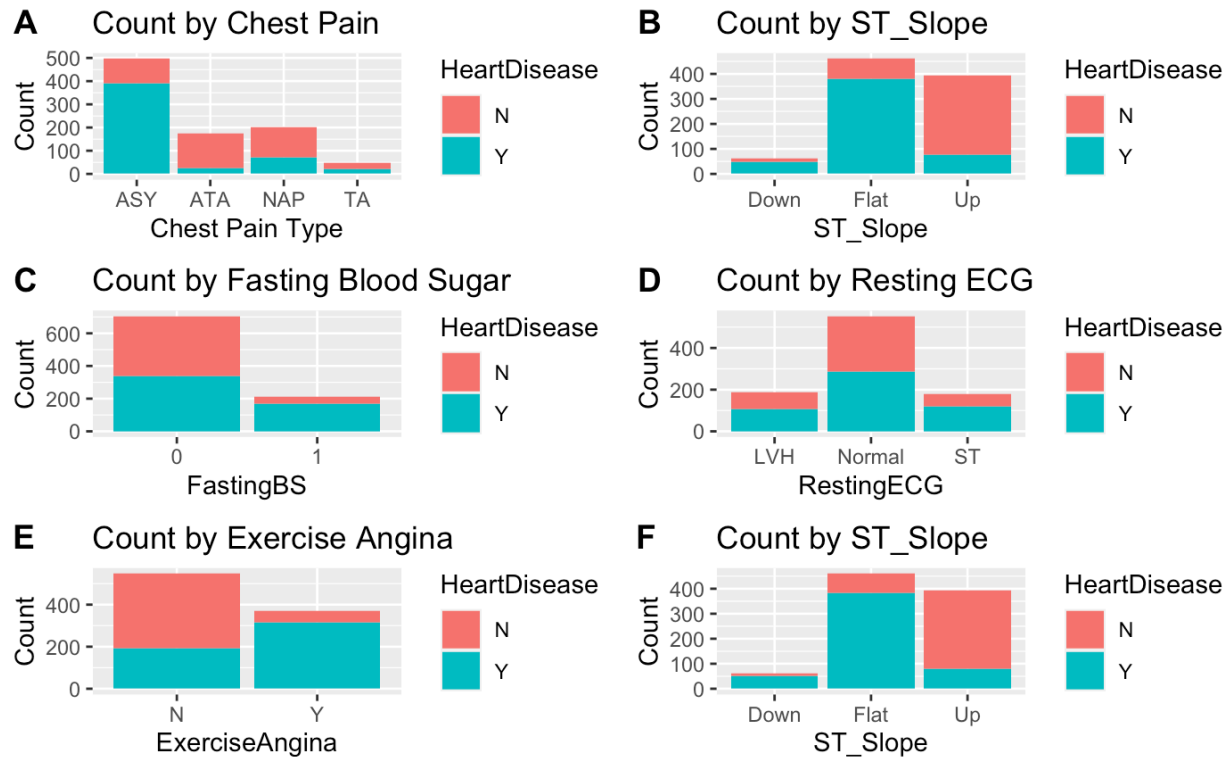 A Count by Chest Pain
500
400
300
200
100
0
Count
ASY ATA NAP TA
Chest Pain Type
HeartDisease
N
Y
B Count by ST_Slope
400
300
200
100
0
Count
Down Flat Up
ST_Slope
HeartDisease
N
Y
C Count by Fasting Blood Sugar
600
400
200
0
Count
0 1
FastingBS
HeartDisease
N
Y
D Count by Resting ECG
400
200
0
Count
LVH Normal ST
RestingECG
HeartDisease
N
Y
E Count by Exercise Angina
400
200
0
Count
N Y
ExerciseAngina
HeartDisease
N
Y
F Count by ST_Slope
400
300
200
100
0
Count
Down Flat Up
ST_Slope
HeartDisease
N
Y